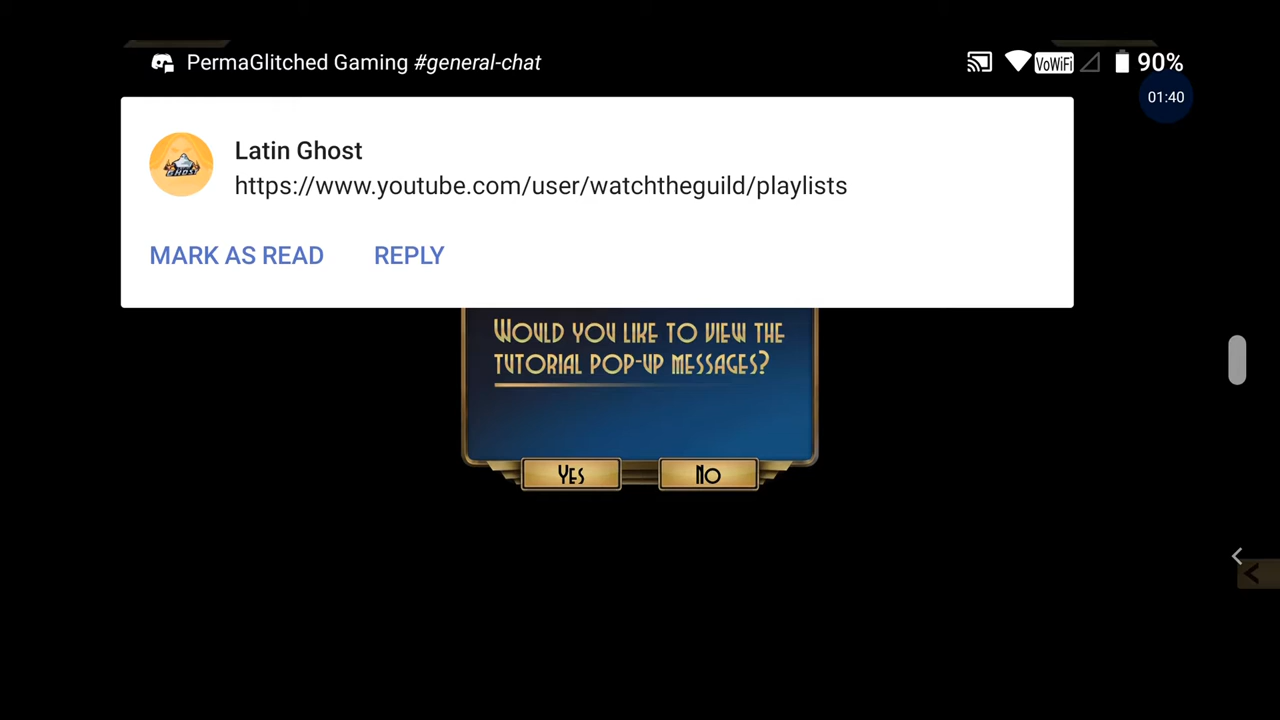 PermaGlitched Gaming #general-chat
VoWiFi
90%
01:40
Latin Ghost
https://www.youtube.com/user/watchtheguild/playlists
GHOST
MARK AS READ
REPLY
WOULD YOU LIKE TO VIEW THE
TUTORIAL POP-UP MESSAGES?
YES
NO